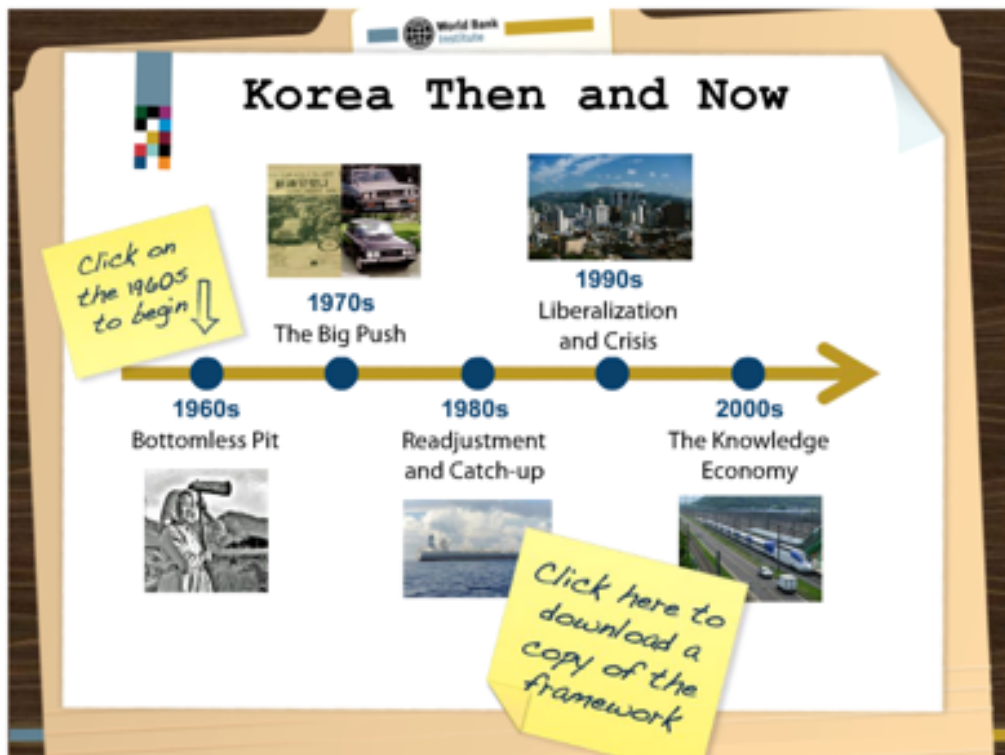 World Bank
Institute
Korea Then and Now
Click on
the 1960s
to begin
1970s
The Big Push
1990s
Liberalization
and Crisis
1960s
Bottomless Pit
1980s
Readjustment
and Catch-up
2000s
The Knowledge
Economy
Click here to
download a
copy of the
framework